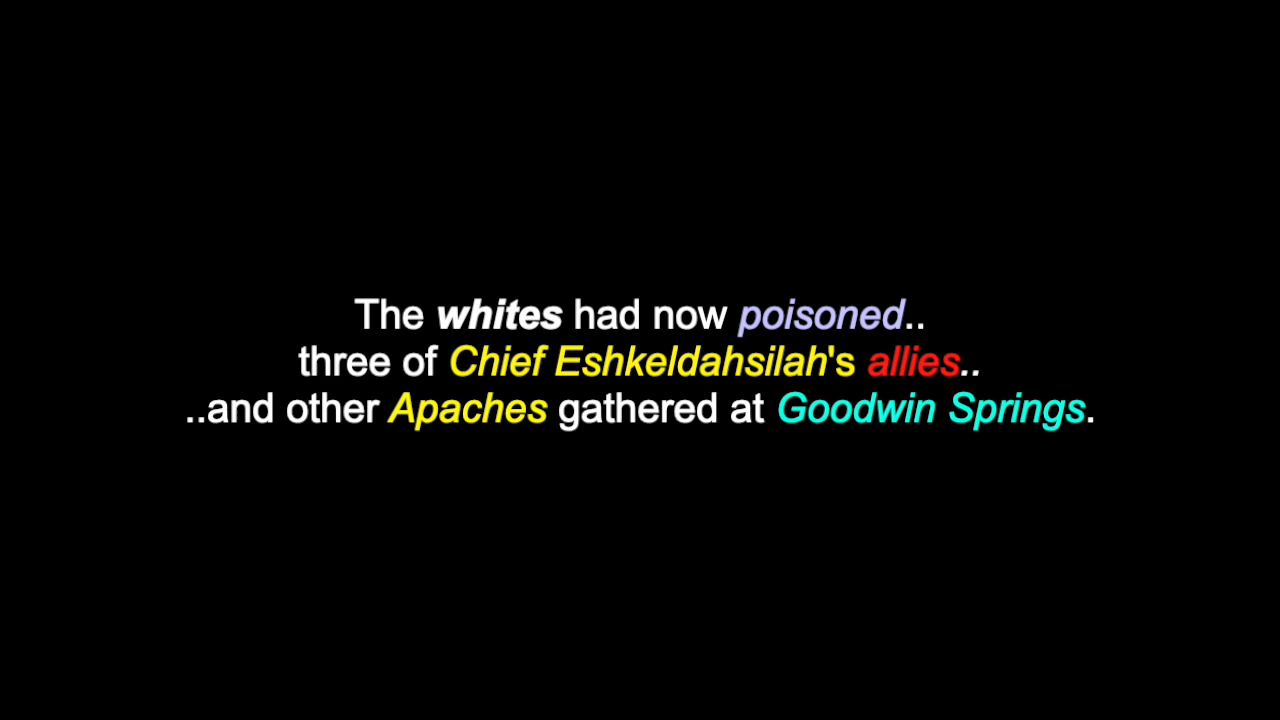 The whites had now poisoned..
three of Chief Eshkeldahsilah's allies..
..and other Apaches gathered at Goodwin Springs.